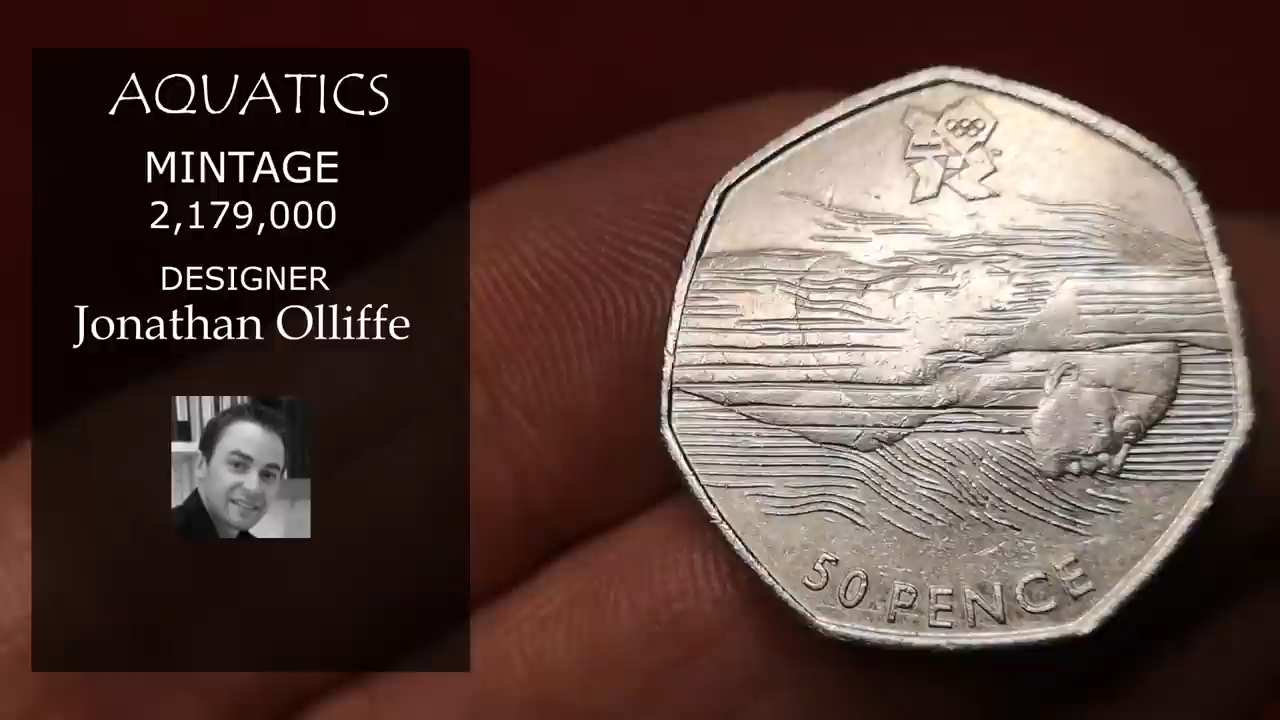 AQUATICS
MINTAGE
2,179,000
DESIGNER
Jonathan Olliffe
50 PENCE